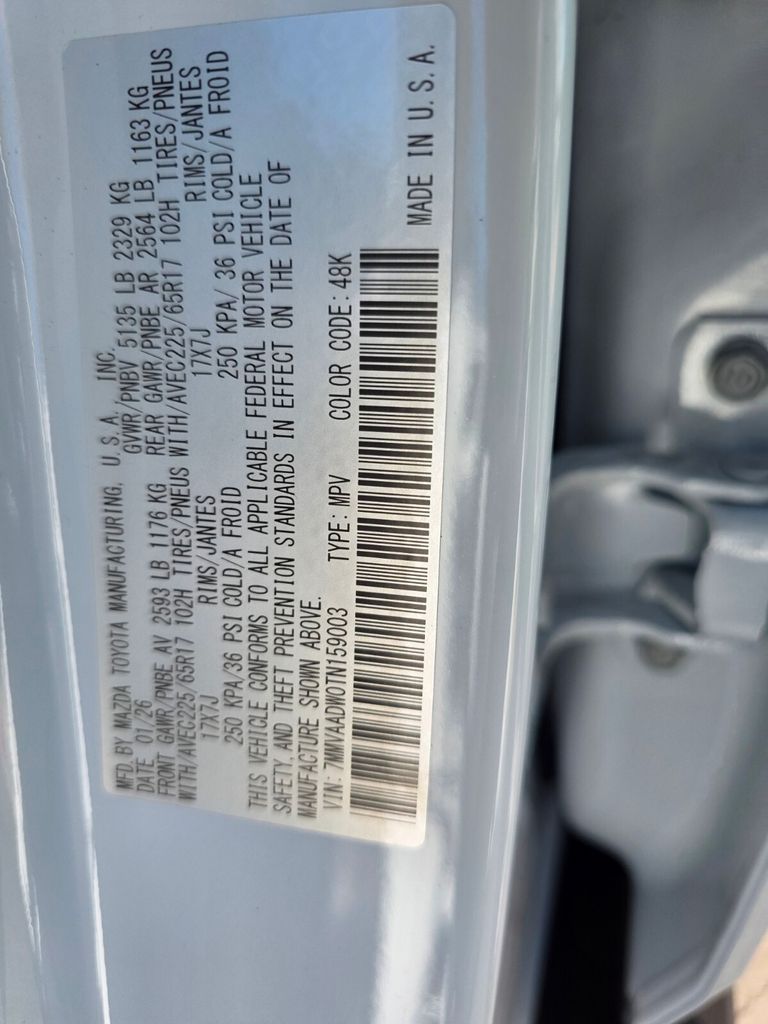 MFD.BY MAZDA TOYOTA MANUFACTURING, U.S.A., INC.
DATE 01/26 GVWR/PNBV 5135 LB 2329 KG
FRONT GAWR/PNBE AV 2593 LB 1176 KG REAR GAWR/PNBE AR 2564 LB 1163 KG
WITH/AVEC225/65R17 102H TIRES/PNEUS WITH/AVEC225/65R17 102H TIRES/PNEUS
17X7J RIMS/JANTES 17X7J RIMS/JANTES
250 KPA/36 PSI COLD/A FROID 250 KPA/ 36 PSI COLD/A FROID
THIS VEHICLE CONFORMS TO ALL APPLICABLE FEDERAL MOTOR VEHICLE
SAFETY,AND THEFT PREVENTION STANDARDS IN EFFECT ON THE DATE OF
MANUFACTURE SHOWN ABOVE.
VIN: 7MMVAADW0TN159003 TYPE: MPV COLOR CODE: 48K
MADE IN U.S.A.